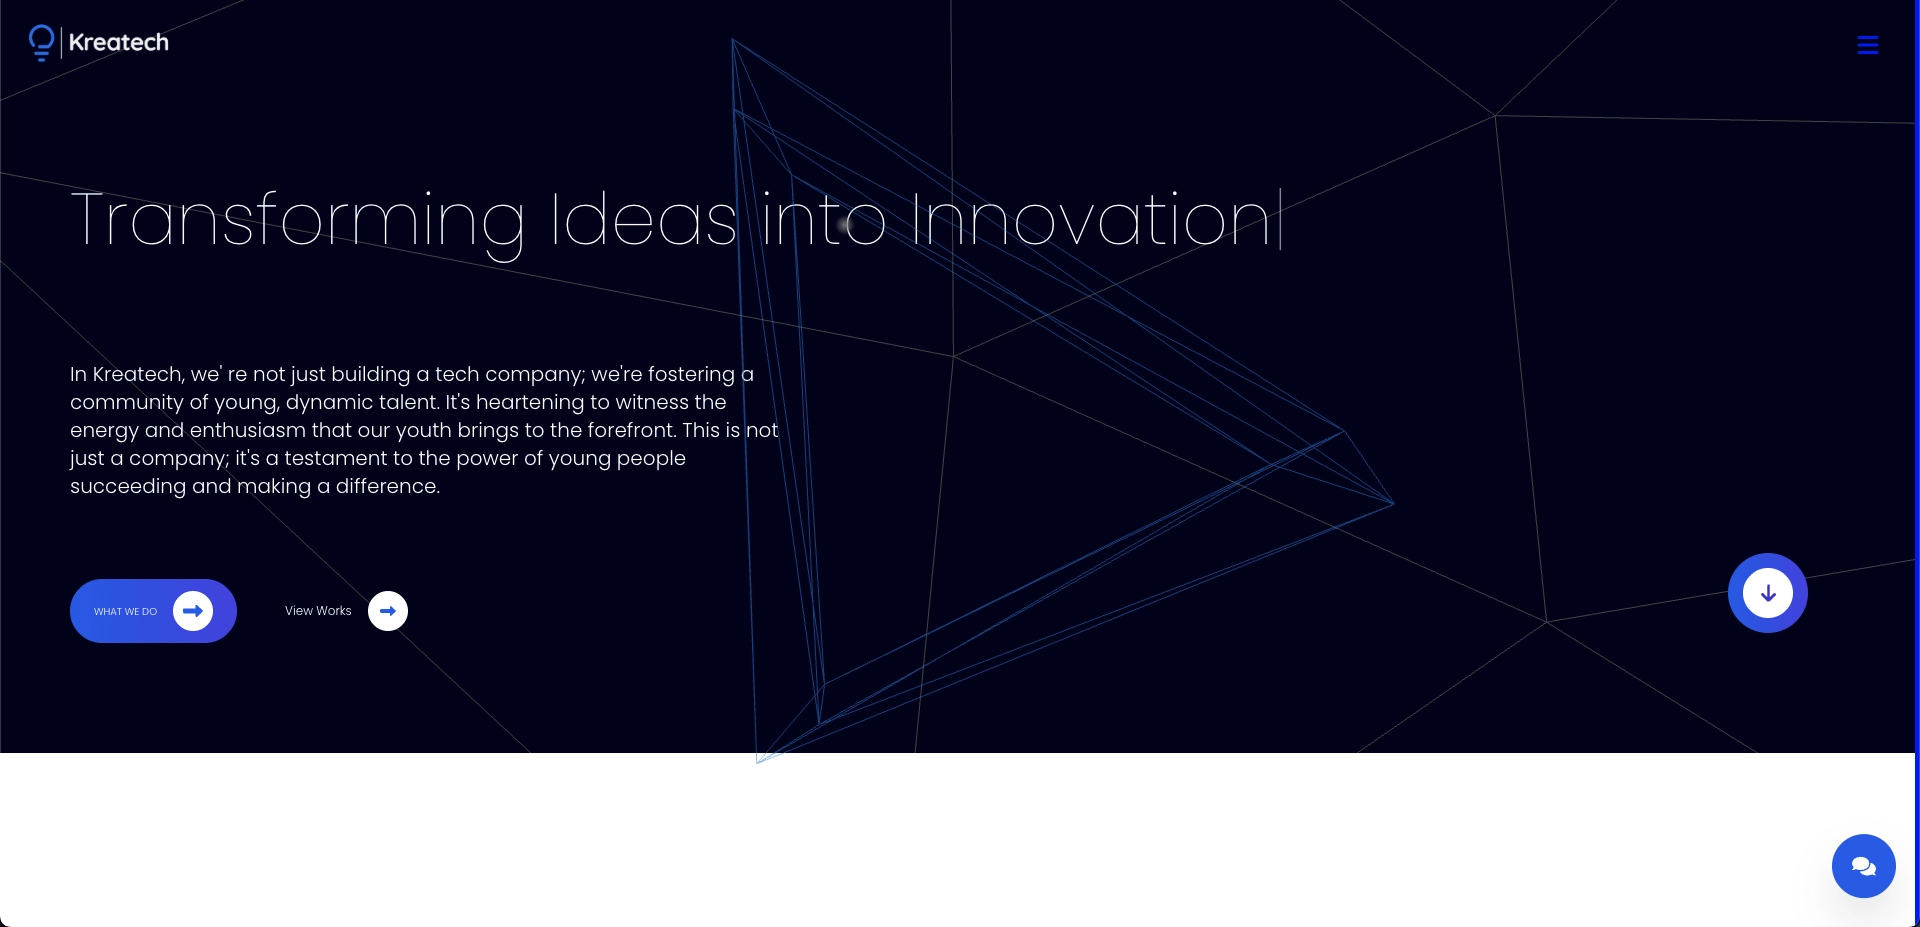 Kreatech
Transforming Ideas into Innovation|
In Kreatech, we' re not just building a tech company; we're fostering a
community of young, dynamic talent. It's heartening to witness the
energy and enthusiasm that our youth brings to the forefront. This is not
just a company; it's a testament to the power of young people
succeeding and making a difference.
WHAT WE DO
View Works